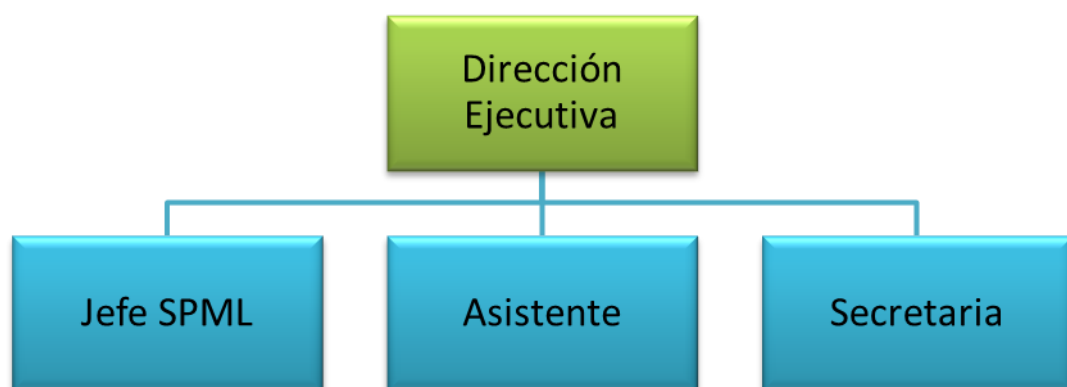 Dirección
Ejecutiva
Jefe SPML
Asistente
Secretaria